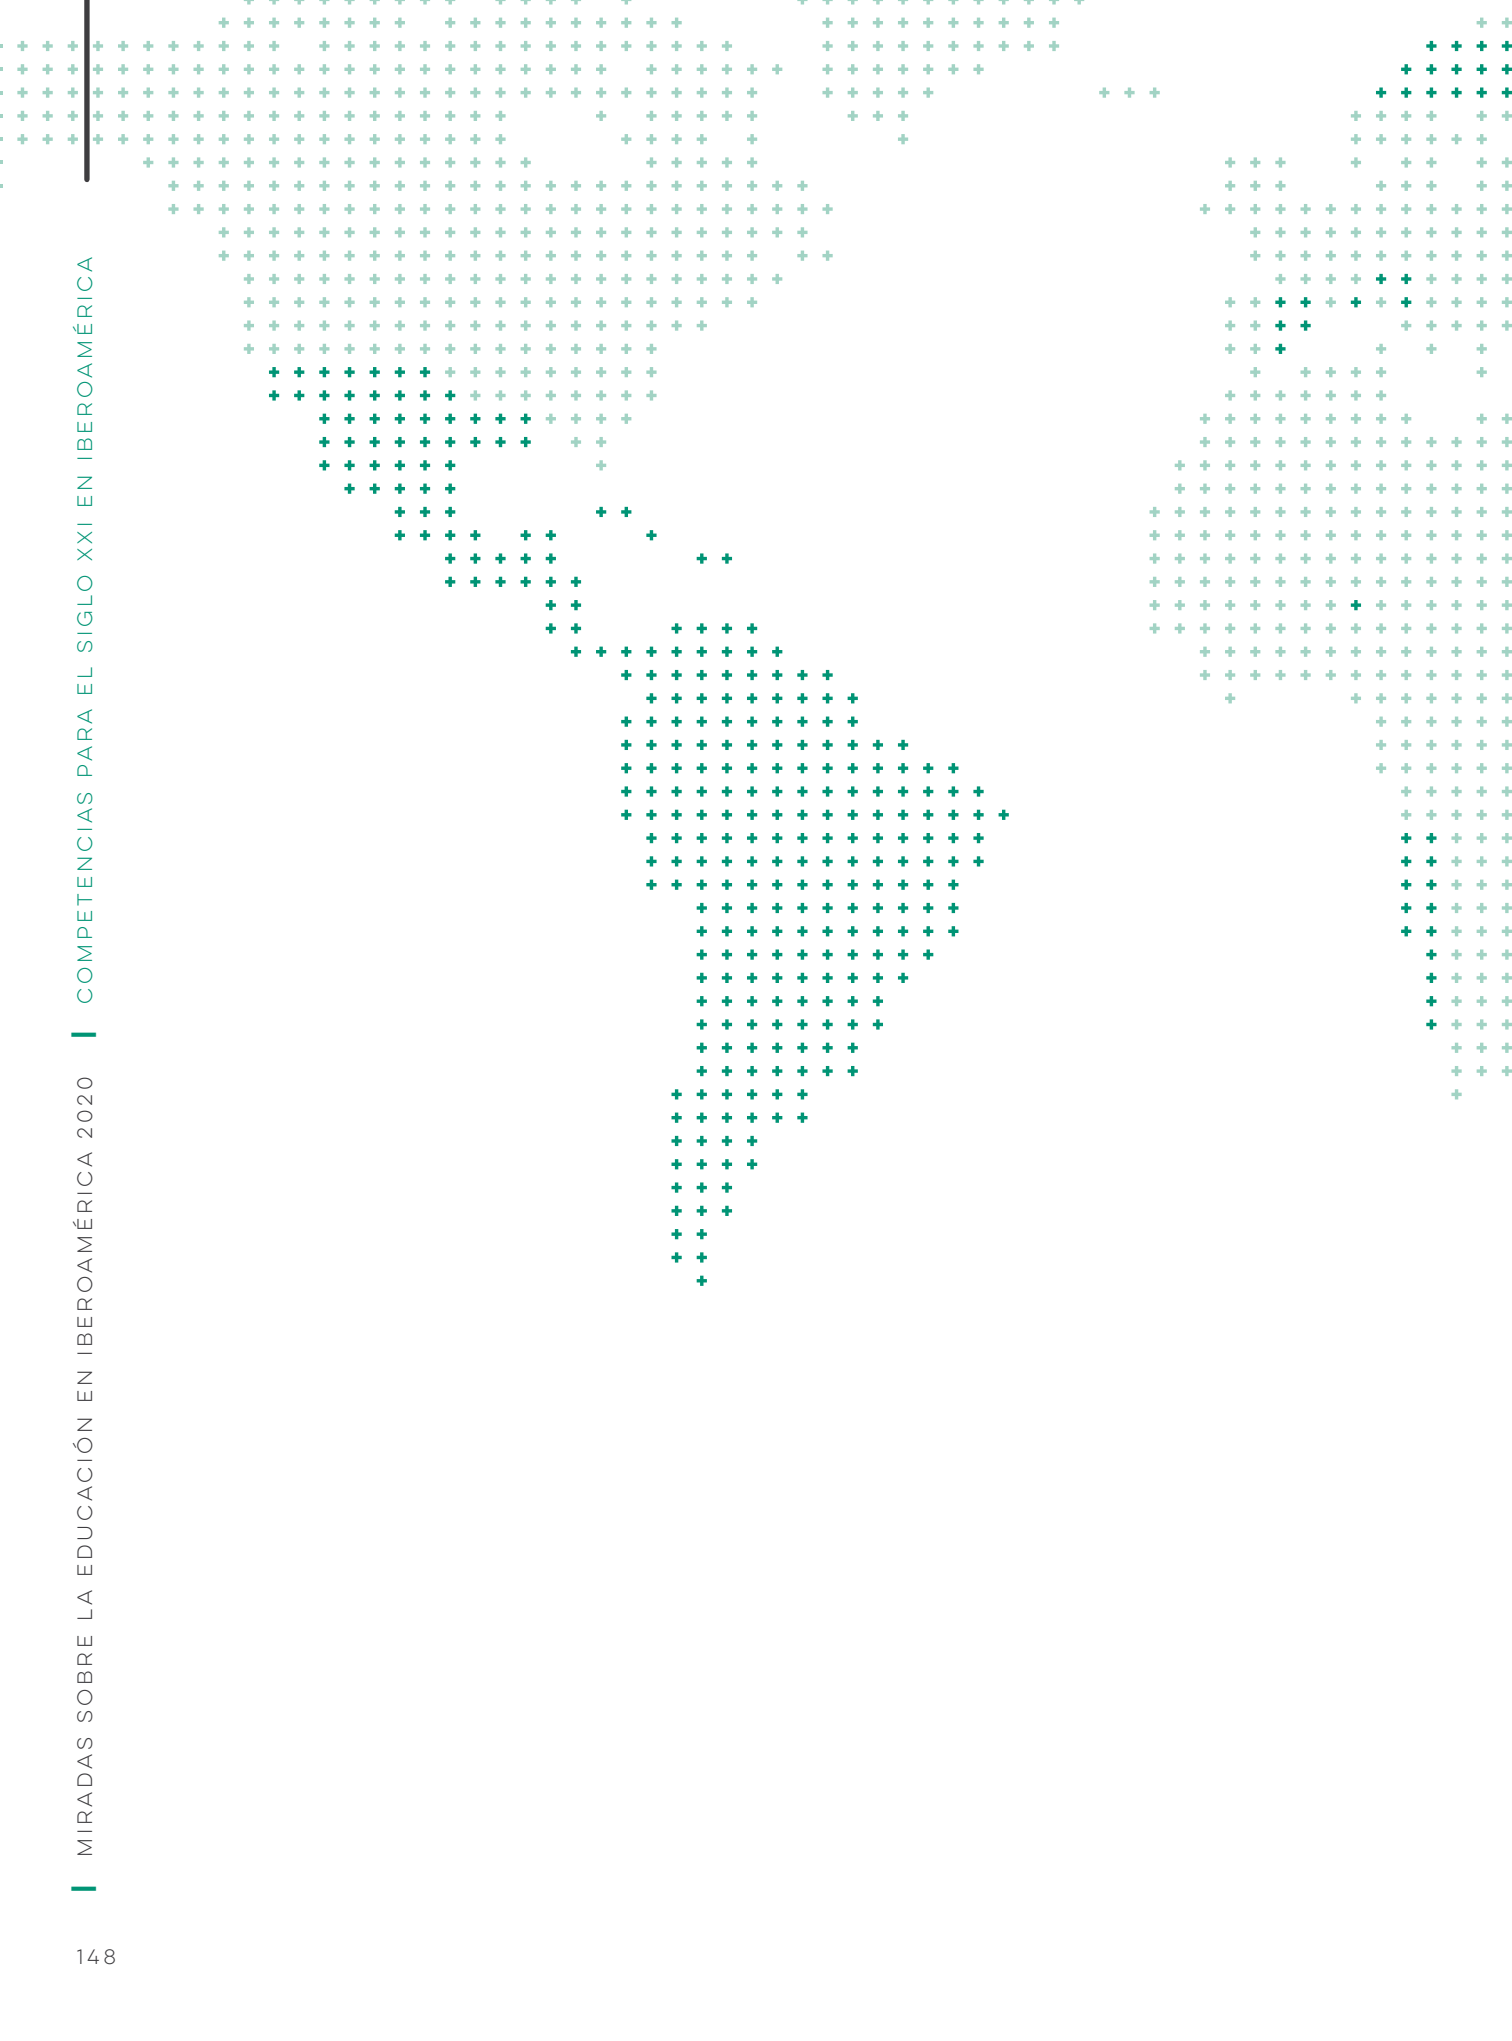 MIRADAS SOBRE LA EDUCACIÓN EN IBEROAMÉRICA 2020 | COMPETENCIAS PARA EL SIGLO XXI EN IBEROAMÉRICA
148